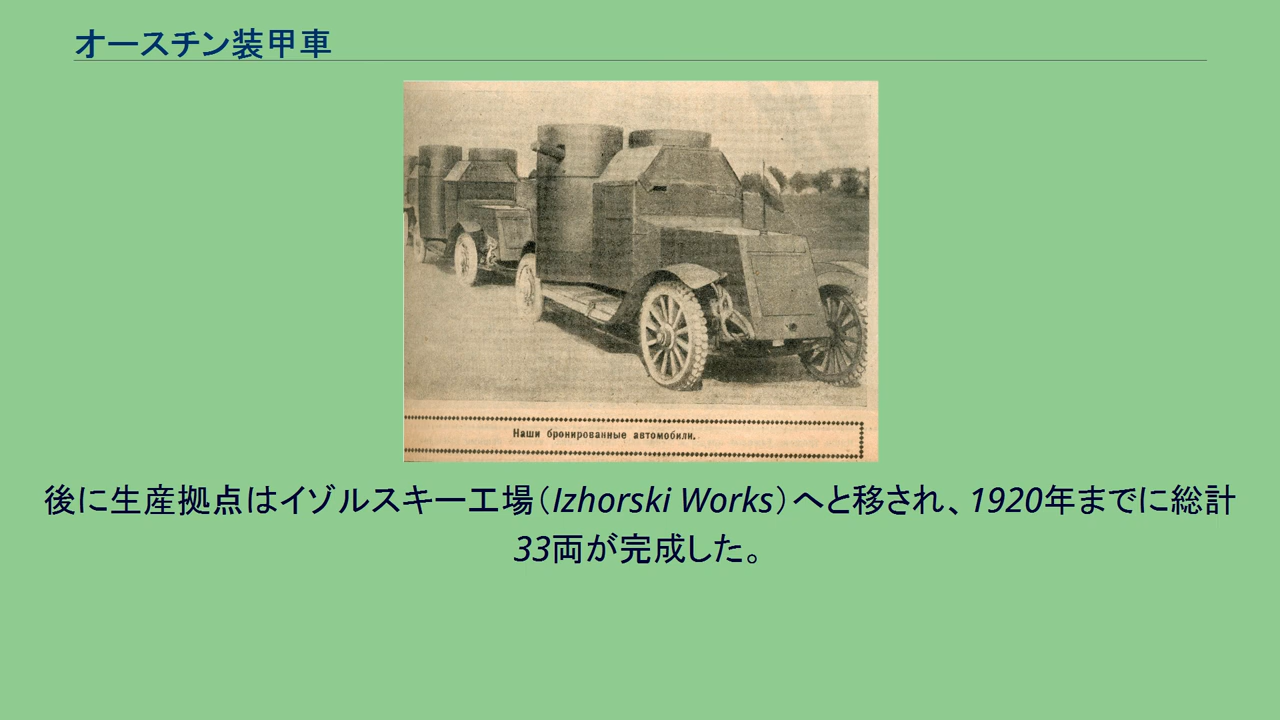 オースチン装甲車
Наши бронированные автомобили.
後に生産拠点はイゾルスキー工場（Izhorski Works）へと移され、1920年までに総計
33両が完成した。